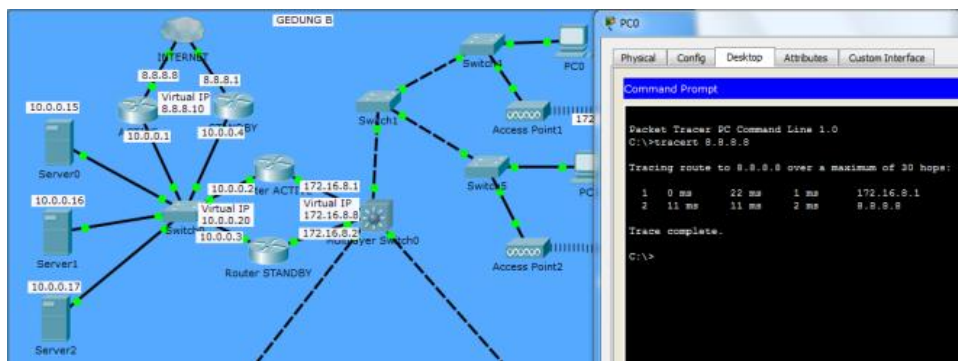 GEDUNG B
INTERNET
8.8.8.8
8.8.8.1
Virtual IP
8.8.8.10
10.0.0.15
10.0.0.1
10.0.0.4
Server0
10.0.0.16
Server1
10.0.0.17
Server2
10.0.0.2
172.16.8.1
Virtual IP
10.0.0.20
Virtual IP
172.16.8.8
10.0.0.3
172.16.8.2
Router STANDBY
Switch1
PC0
Access Point1
172
Switch5
PC
Access Point2
PC0
Physical Config Desktop Attributes Custom Interface
Command Prompt
Packet Tracer PC Command Line 1.0
C:\>tracert 8.8.8.8
Tracing route to 8.8.8.8 over a maximum of 30 hops:
1 0 ms 22 ms 1 ms 172.16.8.1
2 11 ms 11 ms 2 ms 8.8.8.8
Trace complete.
C:\>